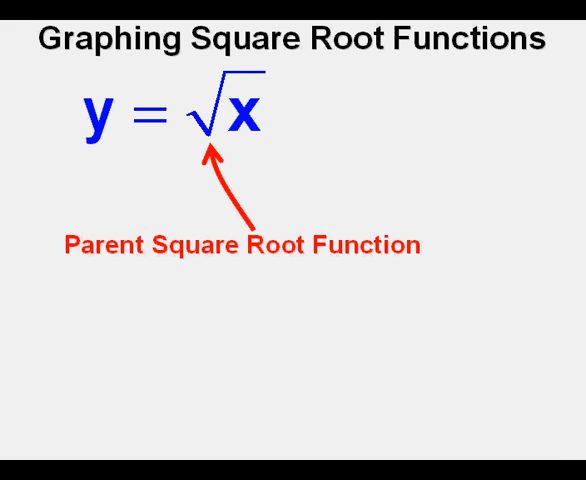 Graphing Square Root Functions
y = √x
Parent Square Root Function